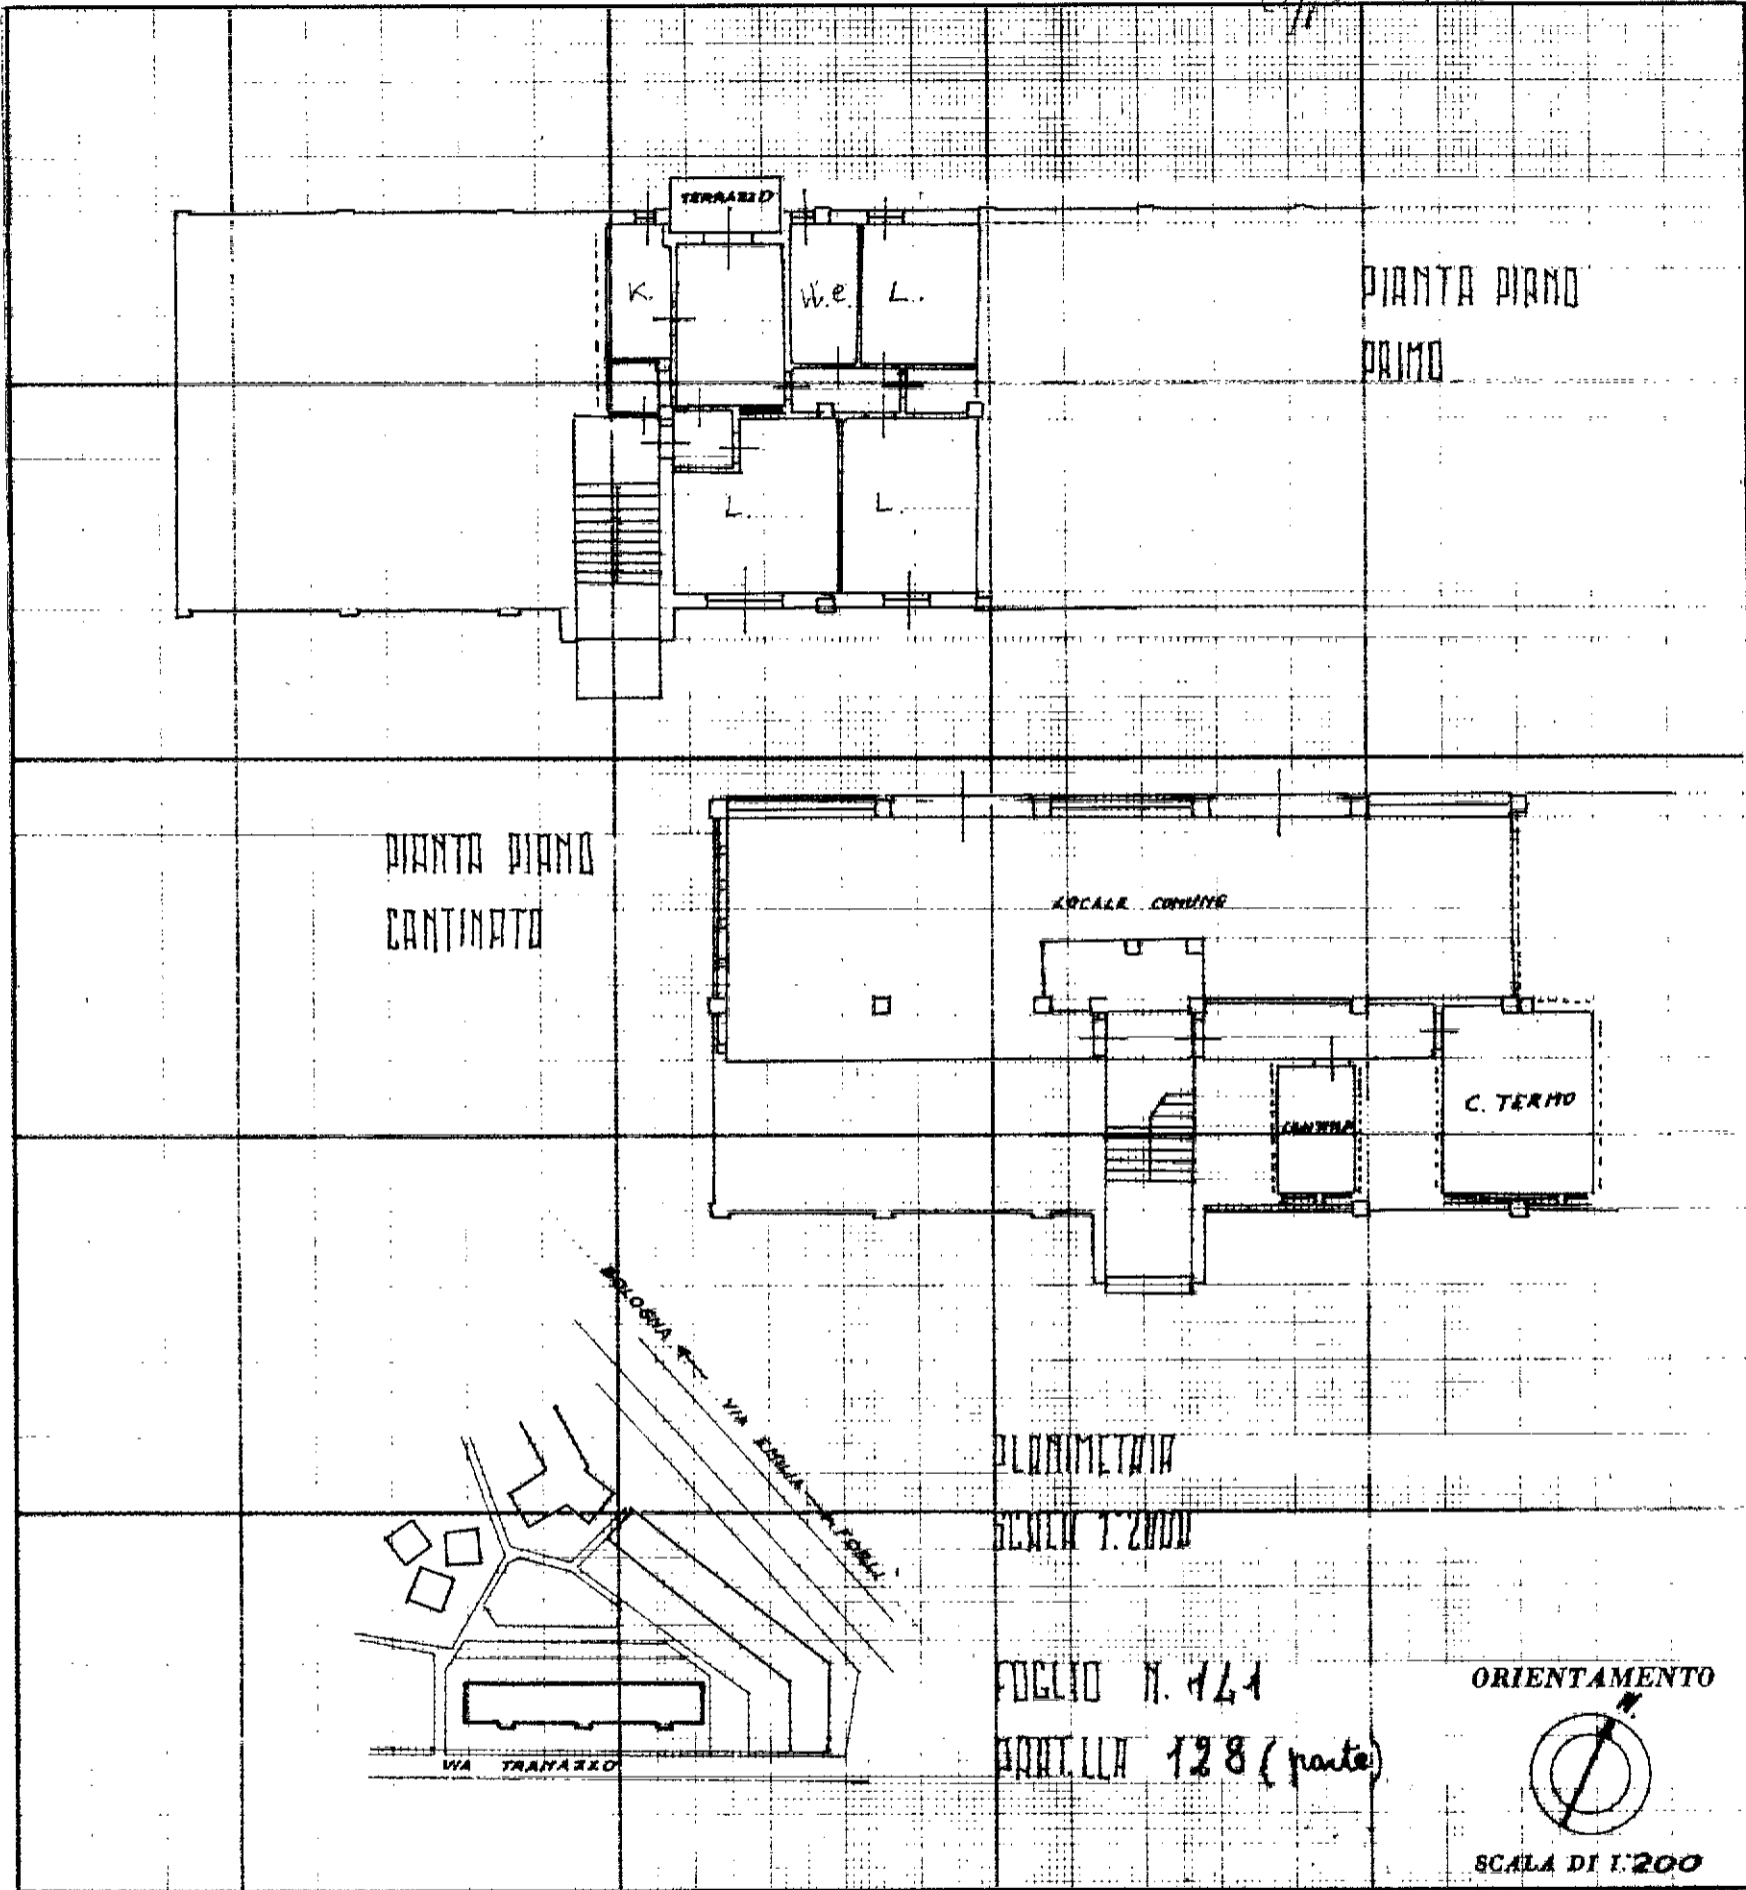 TERRAZZO
K.
W.C.
L.
PIANTA PIANO
PRIMO
L.
L.
PIANTA PIANO
CANTINATO
LOCALE COMUNE
C. TERMO
CANTINA
BOLOGNA
VIA EMILIA
FORLI
PLANIMETRIA
SCALA 1:2000
FOGLIO N. 141
PART.LLA 128 (parte)
VIA TRAMAZZO
ORIENTAMENTO
N.
SCALA DI 1:200